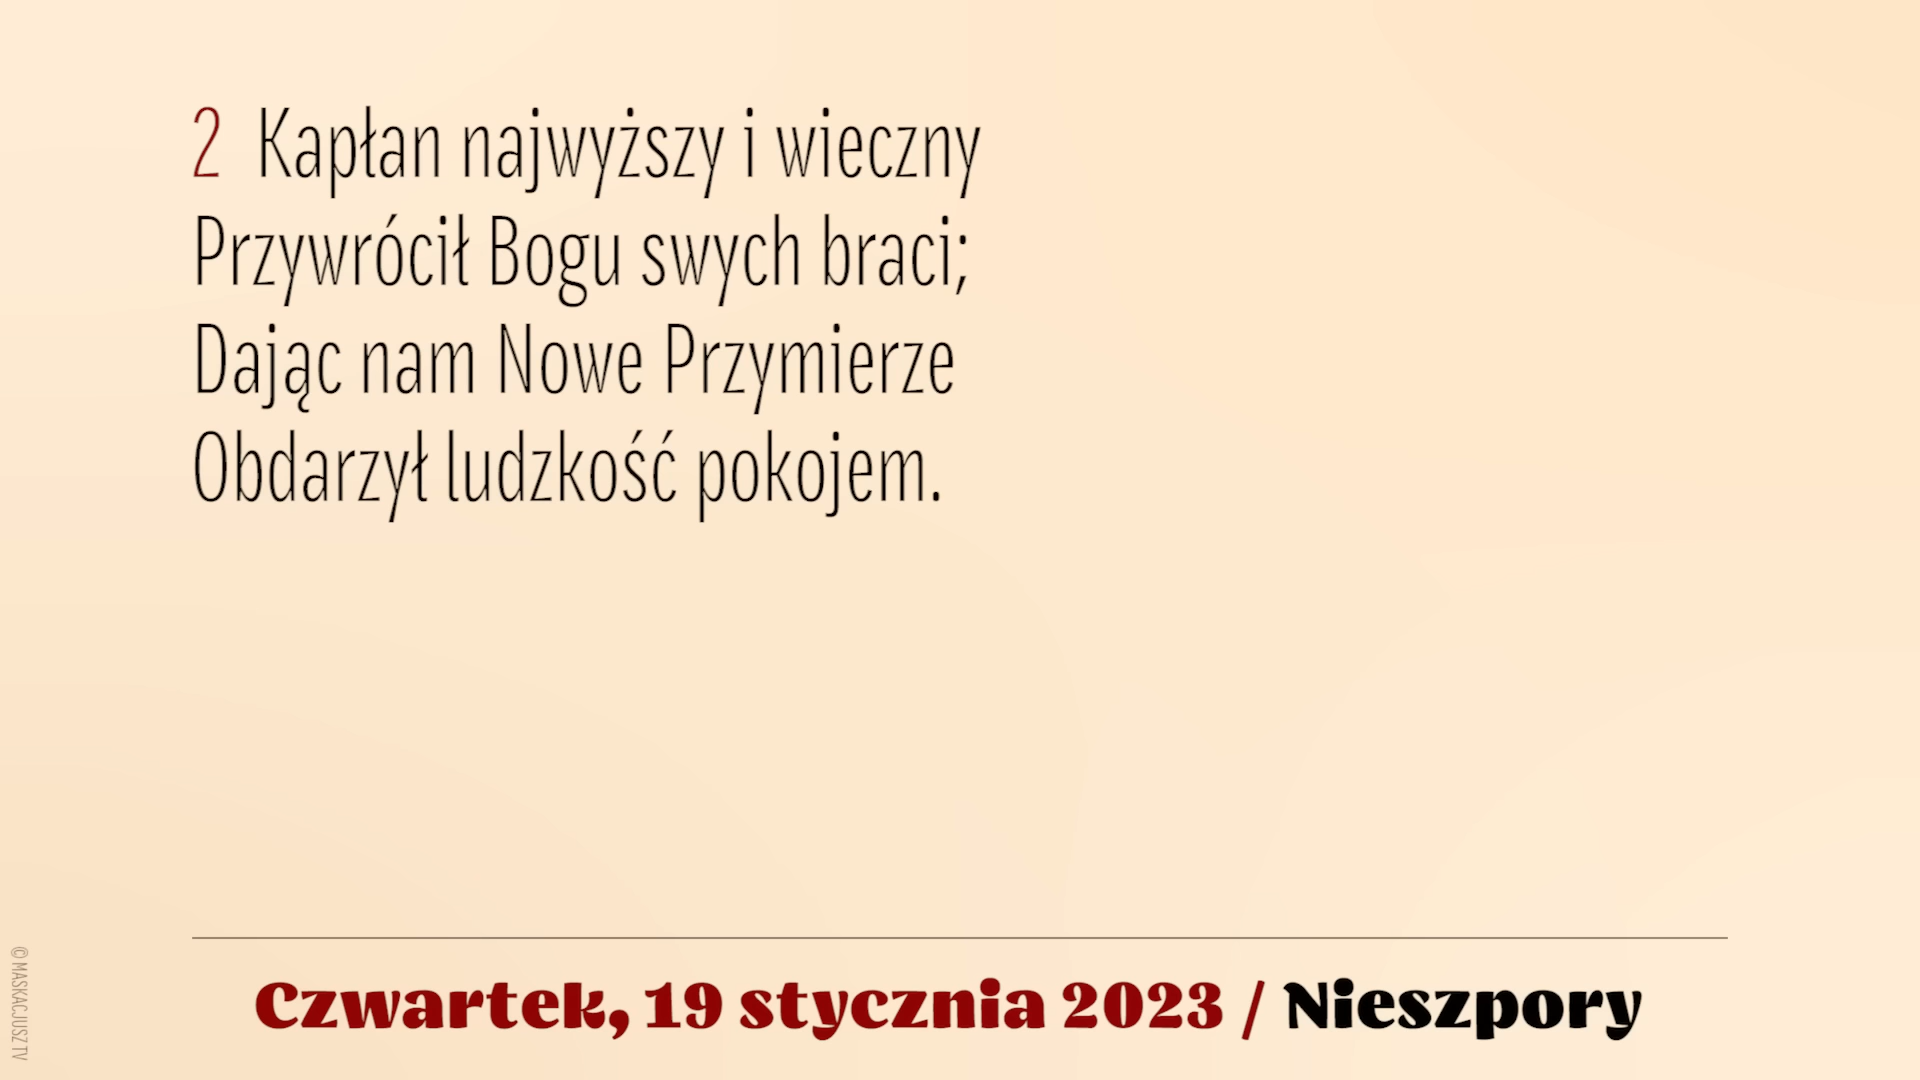 2 Kapłan najwyższy i wieczny
Przywrócił Bogu swych braci;
Dając nam Nowe Przymierze
Obdarzył ludzkość pokojem.
Czwartek, 19 stycznia 2023 / Nieszpory
© MASKACJUSZ TV